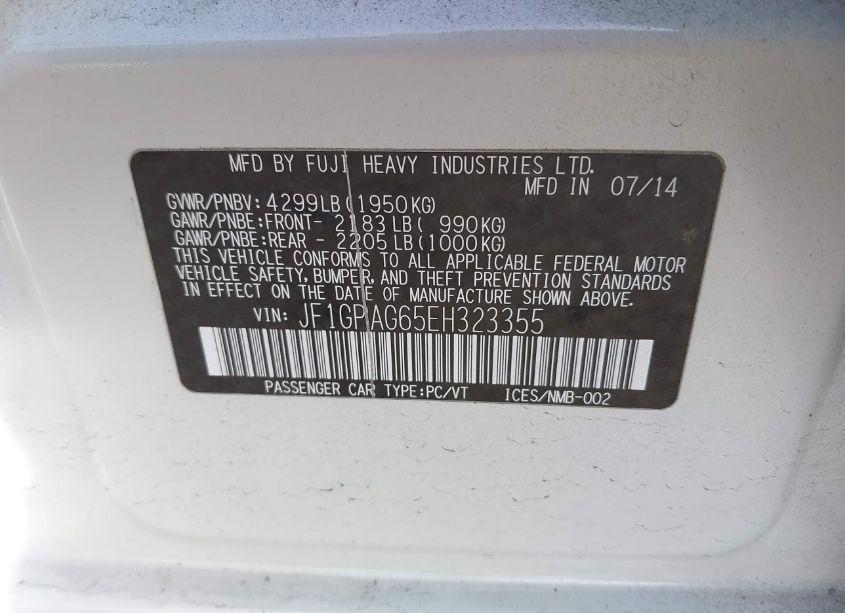 MFD BY FUJI HEAVY INDUSTRIES LTD.
MFD IN 07/14
GVWR/PNBV: 4299LB(1950KG)
GAWR/PNBE:FRONT- 2183LB( 990KG)
GAWR/PNBE:REAR - 2205LB(1000KG)
THIS VEHICLE CONFORMS TO ALL APPLICABLE FEDERAL MOTOR
VEHICLE SAFETY, BUMPER, AND THEFT PREVENTION STANDARDS
IN EFFECT ON THE DATE OF MANUFACTURE SHOWN ABOVE.
VIN: JF1GPAG65EH323355
PASSENGER CAR TYPE:PC/VT ICES/NMB-002